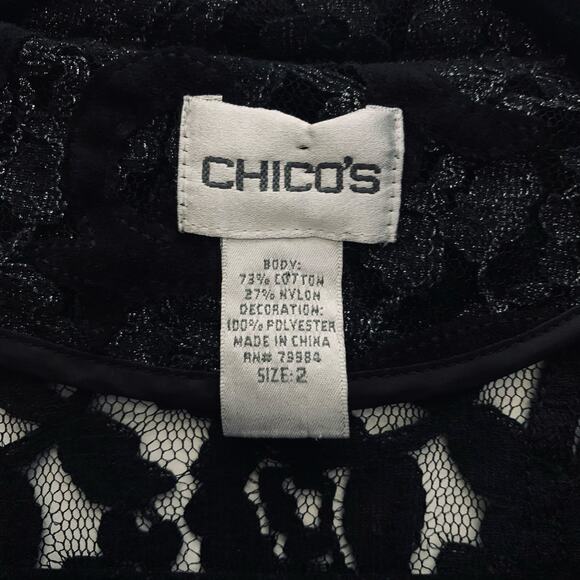 CHICO'S
BODY:
73% COTTON
27% NYLON
DECORATION:
100% POLYESTER
MADE IN CHINA
RN# 79984
SIZE: 2